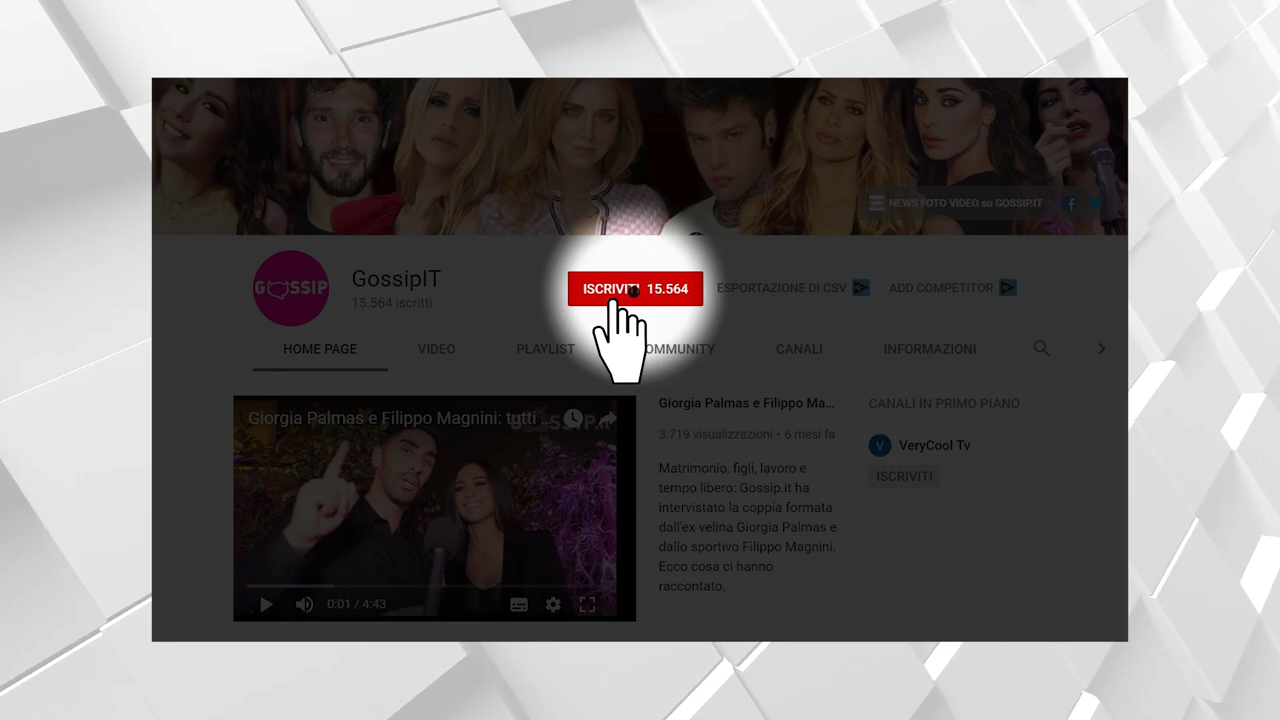 NEWS FOTO VIDEO su GOSSIP.IT
GOSSIP
GossipIT
15.564 iscritti
ISCRIVITI 15.564
ESPORTAZIONE DI CSV
ADD COMPETITOR
HOME PAGE
VIDEO
PLAYLIST
COMMUNITY
CANALI
INFORMAZIONI
Giorgia Palmas e Filippo Magnini: tutti ...
0:01 / 4:43
Giorgia Palmas e Filippo Ma...
3.719 visualizzazioni • 6 mesi fa
Matrimonio, figli, lavoro e
tempo libero: Gossip.it ha
intervistato la coppia formata
dall'ex velina Giorgia Palmas e
dallo sportivo Filippo Magnini.
Ecco cosa ci hanno
raccontato.
CANALI IN PRIMO PIANO
V
VeryCool Tv
ISCRIVITI